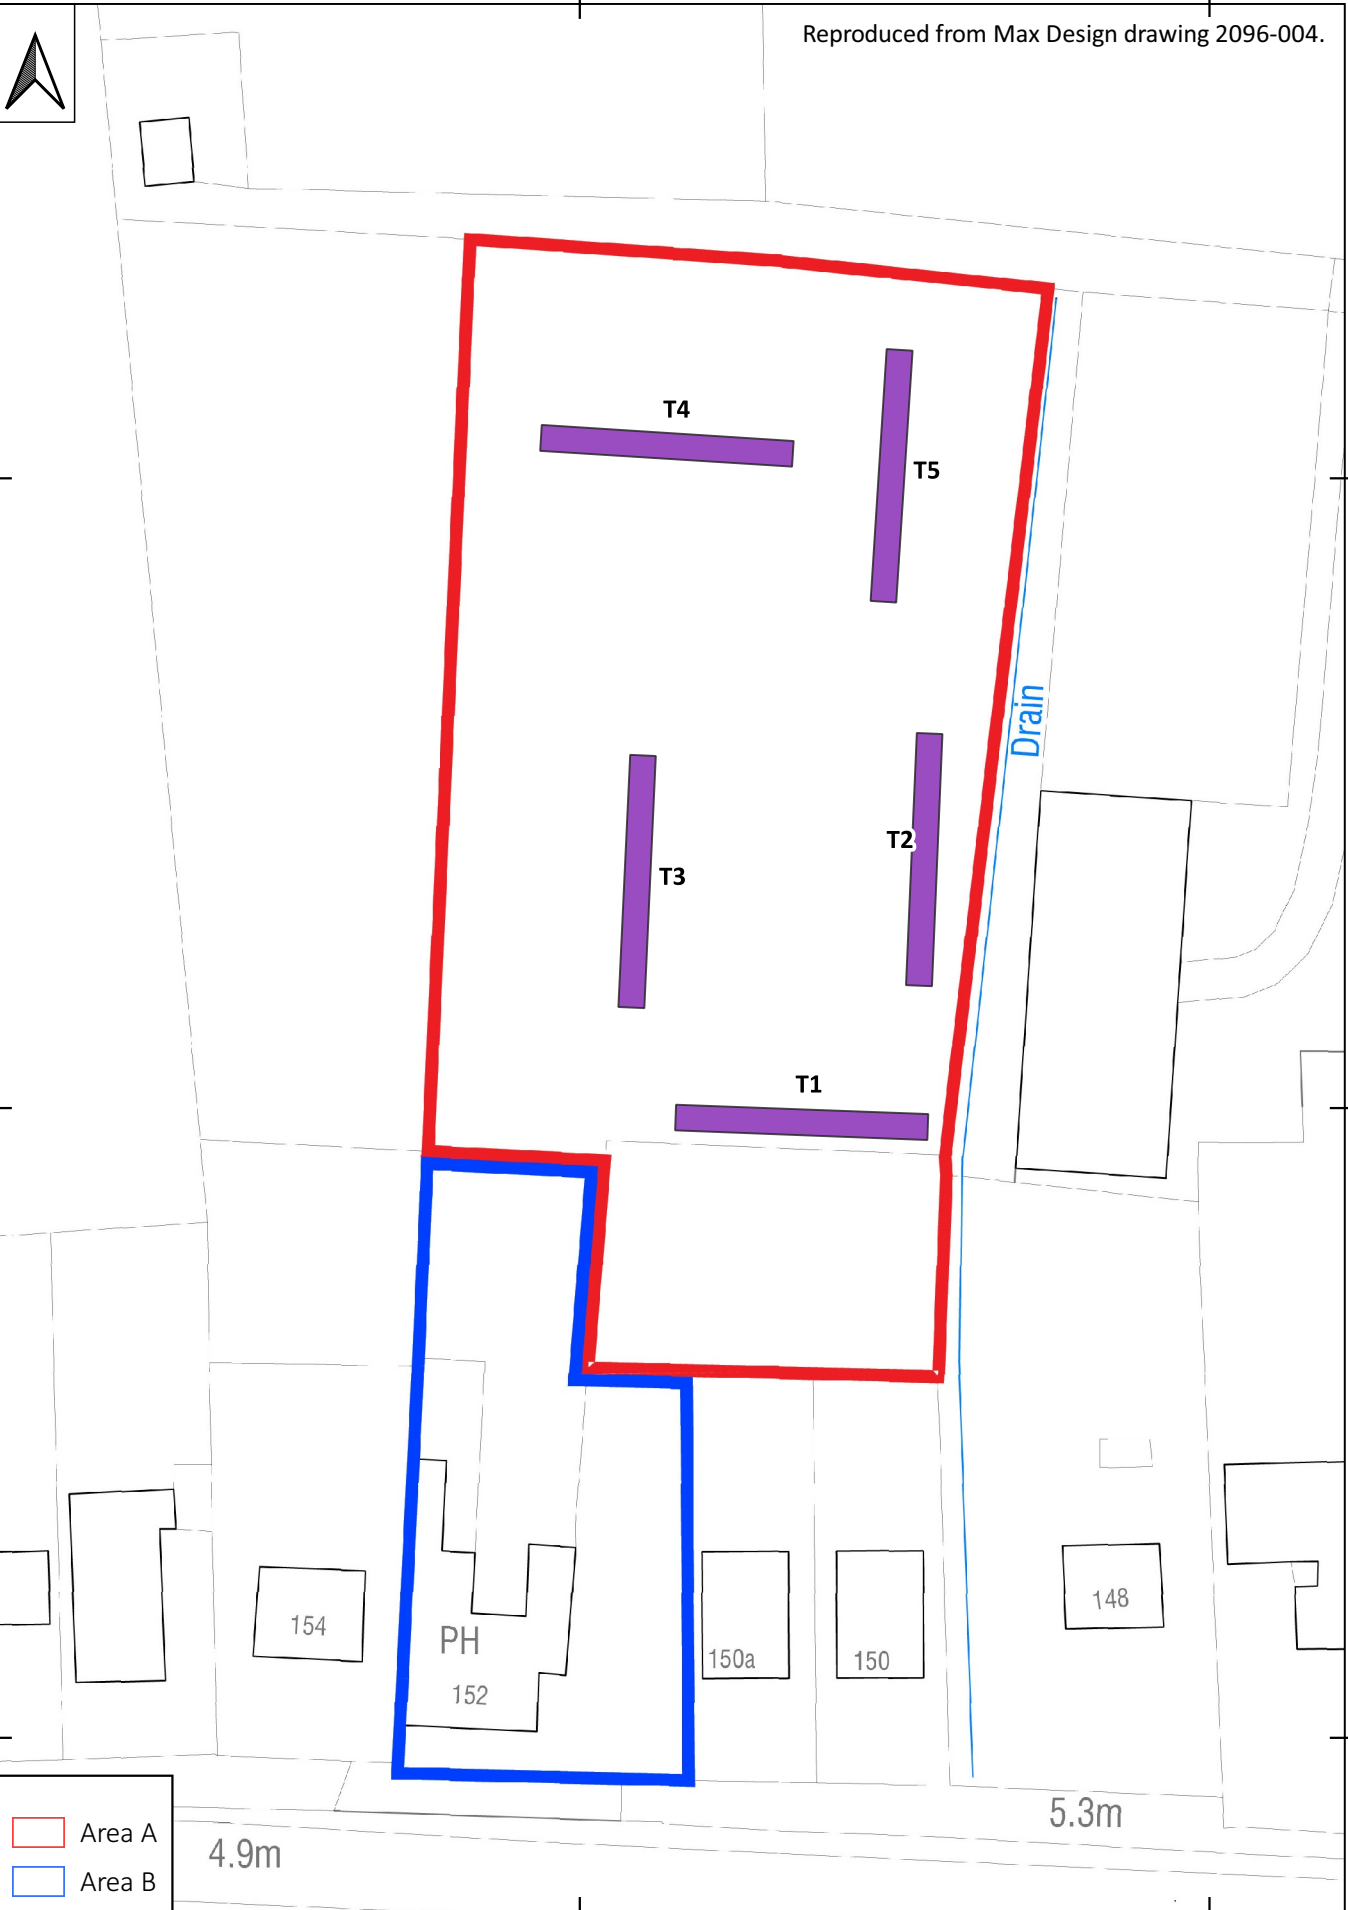 Reproduced from Max Design drawing 2096-004.
T4
T5
Drain
T2
T3
T1
148
154
PH
150a
150
152
5.3m
Area A
4.9m
Area B